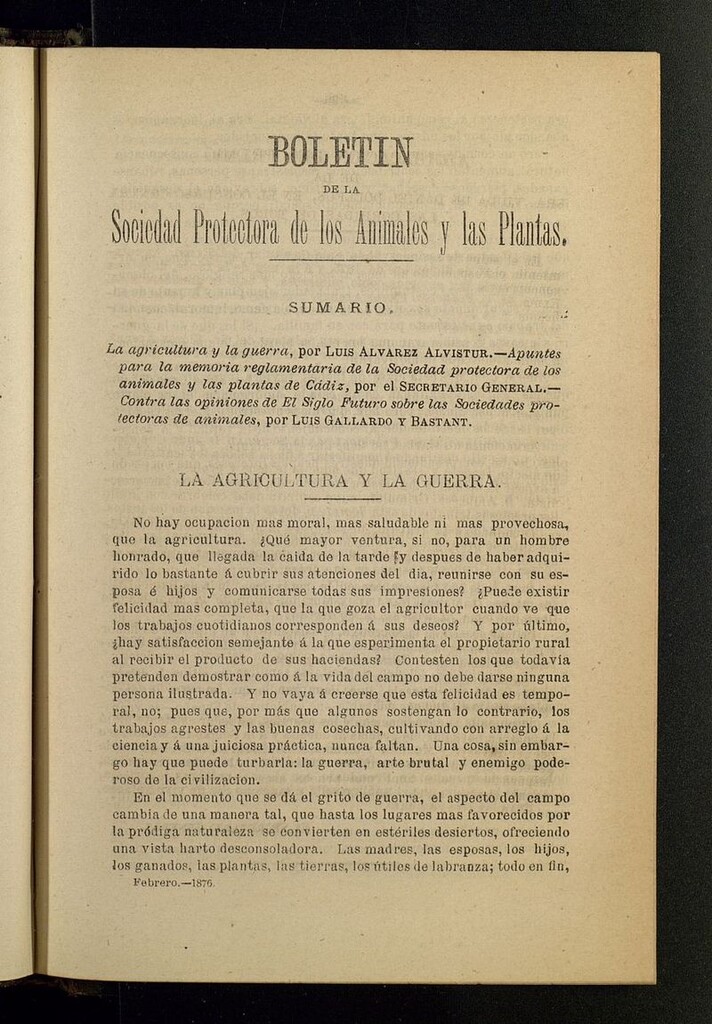 BOLETIN
DE LA
Sociedad Protectora de los Animales y las Plantas.
SUMARIO.
La agricultura y la guerra, por LUIS ALVAREZ ALVISTUR.—Apuntes
para la memoria reglamentaria de la Sociedad protectora de los
animales y las plantas de Cádiz, por el SECRETARIO GENERAL.—
Contra las opiniones de El Siglo Futuro sobre las Sociedades pro-
tectoras de animales, por LUIS GALLARDO Y BASTANT.
LA AGRICULTURA Y LA GUERRA.
No hay ocupacion mas moral, mas saludable ni mas provechosa,
que la agricultura. ¿Qué mayor ventura, si no, para un hombre
honrado, que llegada la caida de la tarde y despues de haber adqui-
rido lo bastante á cubrir sus atenciones del dia, reunirse con su es-
posa é hijos y comunicarse todas sus impresiones? ¿Puede existir
felicidad mas completa, que la que goza el agricultor cuando ve que
los trabajos cuotidianos corresponden á sus deseos? Y por último,
¿hay satisfaccion semejante á la que esperimenta el propietario rural
al recibir el producto de sus haciendas? Contesten los que todavía
pretenden demostrar como á la vida del campo no debe darse ninguna
persona ilustrada. Y no vaya á creerse que esta felicidad es tempo-
ral, no; pues que, por más que algunos sostengan lo contrario, los
trabajos agrestes y las buenas cosechas, cultivando con arreglo á la
ciencia y á una juiciosa práctica, nunca faltan. Una cosa, sin embar-
go hay que puede turbarla: la guerra, arte brutal y enemigo pode-
roso de la civilizacion.
En el momento que se dá el grito de guerra, el aspecto del campo
cambia de una manera tal, que hasta los lugares mas favorecidos por
la pródiga naturaleza se convierten en estériles desiertos, ofreciendo
una vista harto desconsoladora. Las madres, las esposas, los hijos,
los ganados, las plantas, las tierras, los útiles de labranza; todo en fin,
Febrero.—1876.